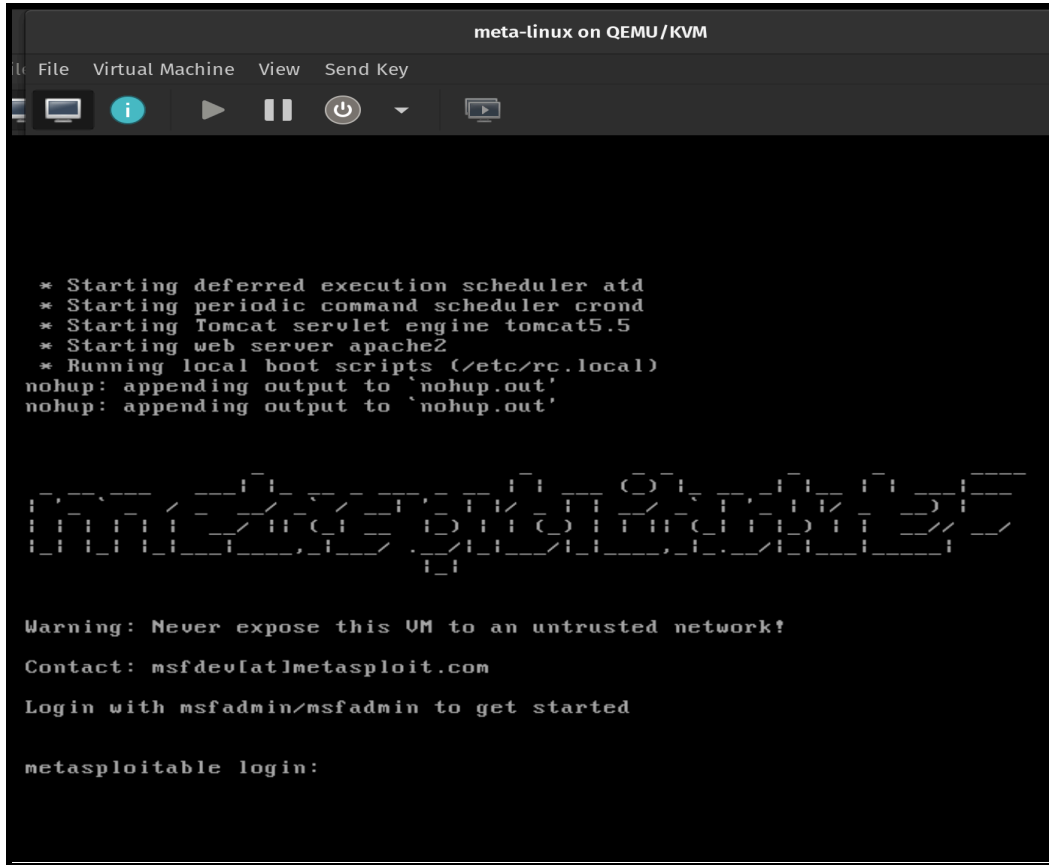 meta-linux on QEMU/KVM
File Virtual Machine View Send Key
* Starting deferred execution scheduler atd
* Starting periodic command scheduler crond
* Starting Tomcat servlet engine tomcat5.5
* Starting web server apache2
* Running local boot scripts (/etc/rc.local)
nohup: appending output to `nohup.out'
nohup: appending output to `nohup.out'
metasploitable2
Warning: Never expose this VM to an untrusted network!
Contact: msfdev[at]metasploit.com
Login with msfadmin/msfadmin to get started
metasploitable login: